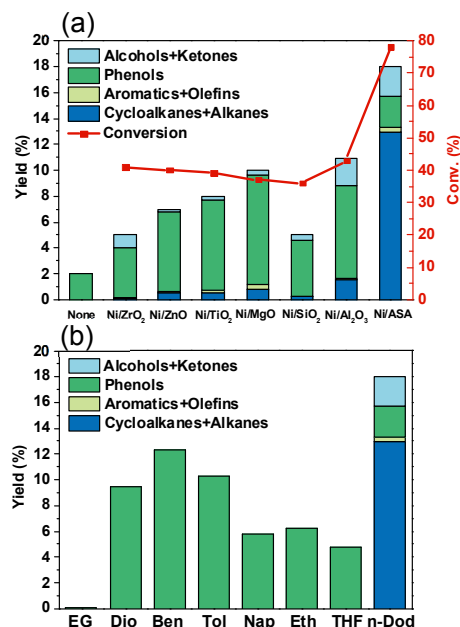 (a)
20
18
16
14
12
10
8
6
4
2
0
Yield (%)
Alcohols+Ketones
Phenols
Aromatics+Olefins
Cycloalkanes+Alkanes
Conversion
80
70
60
50
40
30
20
10
0
Conv. (%)
None Ni/ZrO₂ Ni/ZnO Ni/TiO₂ Ni/MgO Ni/SiO₂ Ni/Al₂O₃ Ni/ASA
(b)
20
18
16
14
12
10
8
6
4
2
0
Yield (%)
Alcohols+Ketones
Phenols
Aromatics+Olefins
Cycloalkanes+Alkanes
EG Dio Ben Tol Nap Eth THF n-Dod